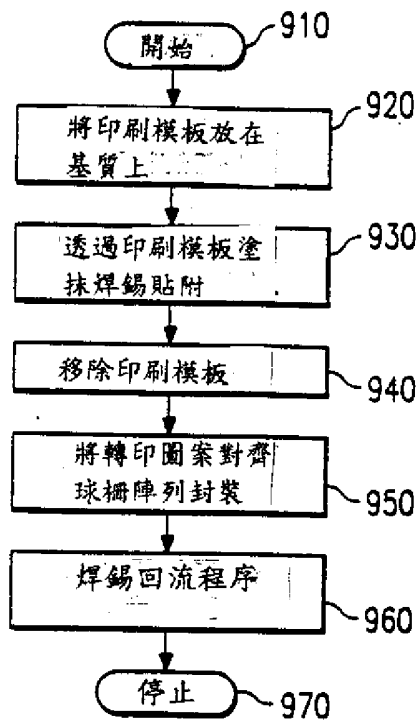 910
開始
920
將印刷模板放在
基質上
930
透過印刷模板塗
抹焊錫貼附
移除印刷模板
940
將轉印圖案對齊
球柵陣列封裝
950
焊錫回流程序
960
停止
970